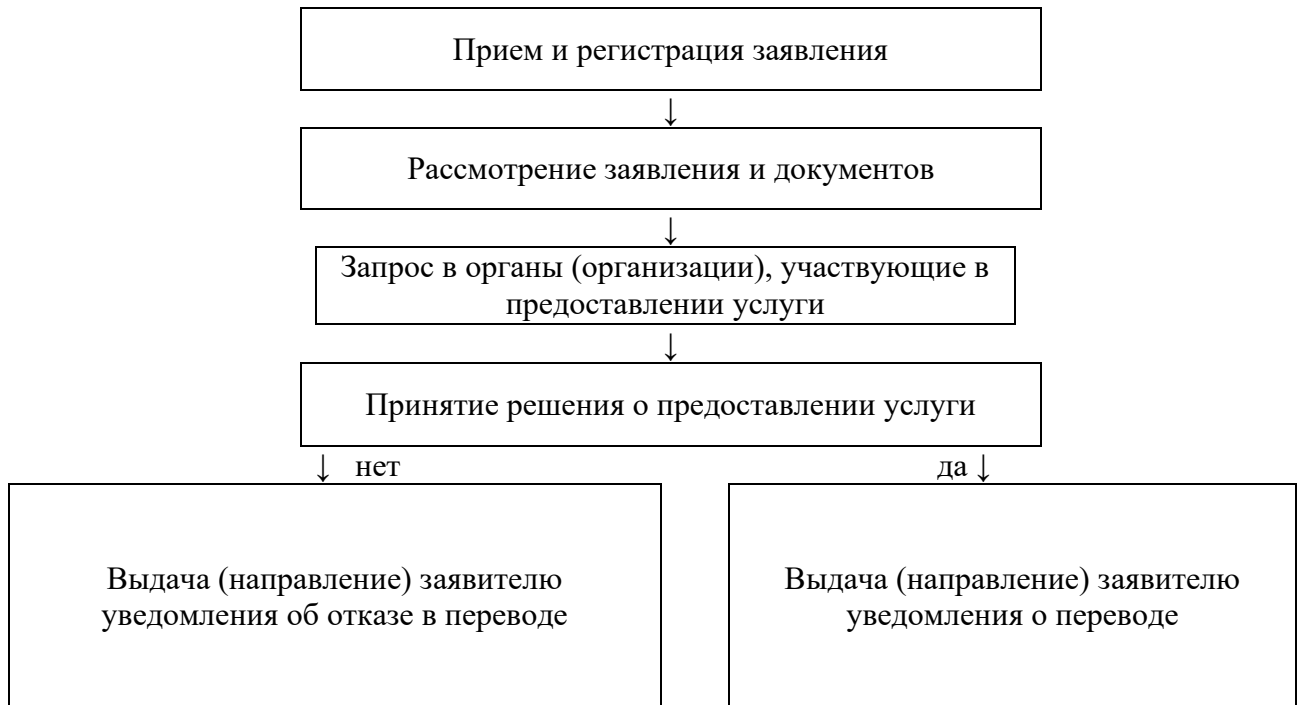 Прием и регистрация заявления
↓
Рассмотрение заявления и документов
↓
Запрос в органы (организации), участвующие в
предоставлении услуги
↓
Принятие решения о предоставлении услуги
↓ нет
да ↓
Выдача (направление) заявителю
уведомления об отказе в переводе
Выдача (направление) заявителю
уведомления о переводе